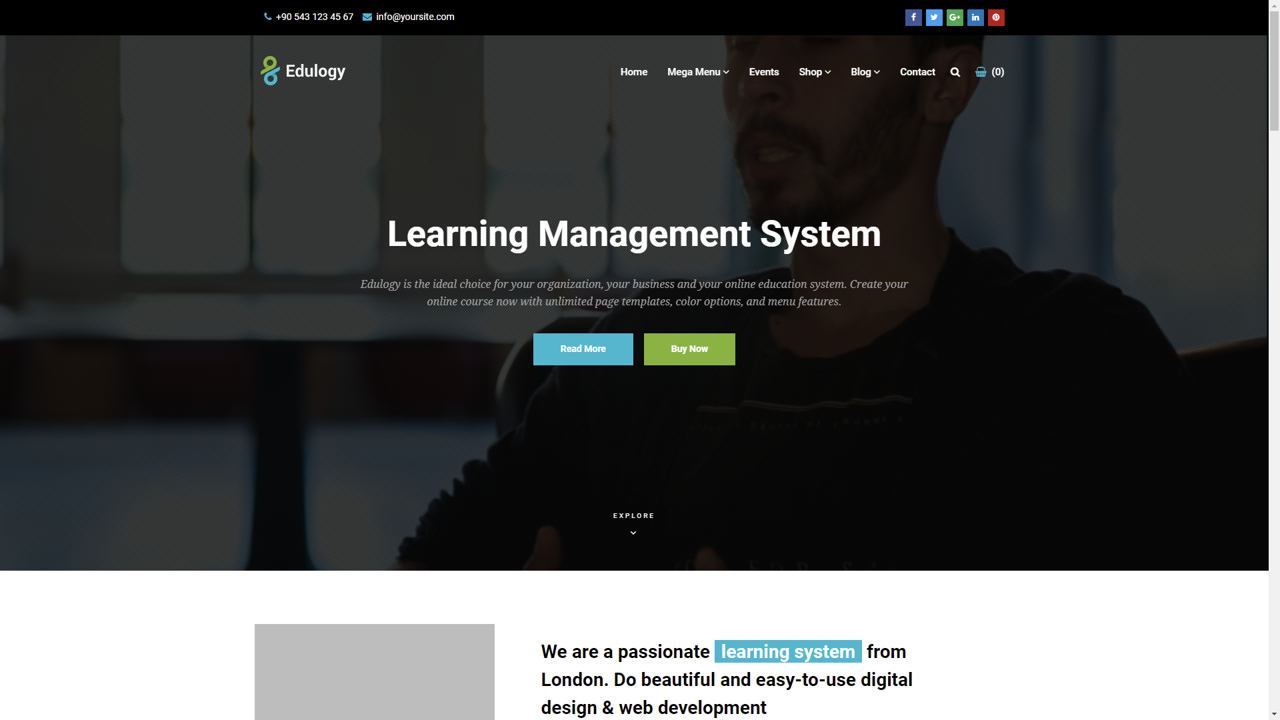 +90 543 123 45 67 info@yoursite.com
Edulogy
Home Mega Menu Events Shop Blog Contact (0)
Learning Management System
Edulogy is the ideal choice for your organization, your business and your online education system. Create your
online course now with unlimited page templates, color options, and menu features.
Read More Buy Now
EXPLORE
We are a passionate learning system from
London. Do beautiful and easy-to-use digital
design & web development